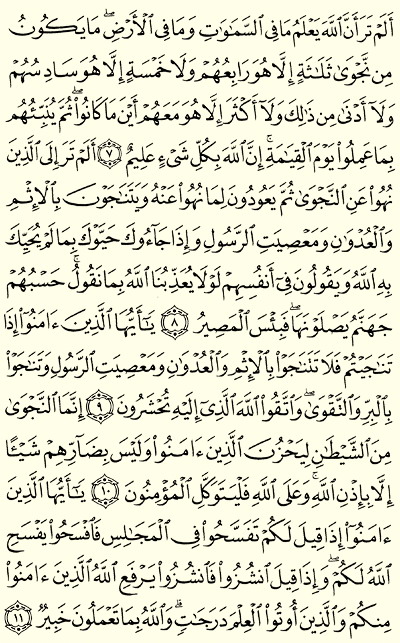 أَلَمۡ تَرَ أَنَّ ٱللَّهَ يَعۡلَمُ مَا فِي ٱلسَّمَٰوَٰتِ وَمَا فِي ٱلۡأَرۡضِۖ مَا يَكُونُ
مِن نَّجۡوَىٰ ثَلَٰثَةٍ إِلَّا هُوَ رَابِعُهُمۡ وَلَا خَمۡسَةٍ إِلَّا هُوَ سَادِسُهُمۡ
وَلَآ أَدۡنَىٰ مِن ذَٰلِكَ وَلَآ أَكۡثَرَ إِلَّا هُوَ مَعَهُمۡ أَيۡنَ مَا كَانُواْۖ ثُمَّ يُنَبِّئُهُم
بِمَا عَمِلُواْ يَوۡمَ ٱلۡقِيَٰمَةِۚ إِنَّ ٱللَّهَ بِكُلِّ شَيۡءٍ عَلِيمٌ ٧ أَلَمۡ تَرَ إِلَى ٱلَّذِينَ
نُهُواْ عَنِ ٱلنَّجۡوَىٰ ثُمَّ يَعُودُونَ لِمَا نُهُواْ عَنۡهُ وَيَتَنَٰجَوۡنَ بِٱلۡإِثۡمِ
وَٱلۡعُدۡوَٰنِ وَمَعۡصِيَتِ ٱلرَّسُولِ وَإِذَا جَآءُوكَ حَيَّوۡكَ بِمَا لَمۡ يُحَيِّكَ
بِهِ ٱللَّهُ وَيَقُولُونَ فِيٓ أَنفُسِهِمۡ لَوۡلَا يُعَذِّبُنَا ٱللَّهُ بِمَا نَقُولُۚ حَسۡبُهُمۡ
جَهَنَّمُ يَصۡلَوۡنَهَاۖ فَبِئۡسَ ٱلۡمَصِيرُ ٨ يَٰٓأَيُّهَا ٱلَّذِينَ ءَامَنُوٓاْ إِذَا
تَنَٰجَيۡتُمۡ فَلَا تَتَنَٰجَوۡاْ بِٱلۡإِثۡمِ وَٱلۡعُدۡوَٰنِ وَمَعۡصِيَتِ ٱلرَّسُولِ وَتَنَٰجَوۡاْ
بِٱلۡبِرِّ وَٱلتَّقۡوَىٰۖ وَٱتَّقُواْ ٱللَّهَ ٱلَّذِيٓ إِلَيۡهِ تُحۡشَرُونَ ٩ إِنَّمَا ٱلنَّجۡوَىٰ
مِنَ ٱلشَّيۡطَٰنِ لِيَحۡزُنَ ٱلَّذِينَ ءَامَنُواْ وَلَيۡسَ بِضَآرِّهِمۡ شَيۡـًٔا
إِلَّا بِإِذۡنِ ٱللَّهِۚ وَعَلَى ٱللَّهِ فَلۡيَتَوَكَّلِ ٱلۡمُؤۡمِنُونَ ١٠ يَٰٓأَيُّهَا ٱلَّذِينَ
ءَامَنُوٓاْ إِذَا قِيلَ لَكُمۡ تَفَسَّحُواْ فِي ٱلۡمَجَٰلِسِ فَٱفۡسَحُواْ يَفۡسَحِ
ٱللَّهُ لَكُمۡۖ وَإِذَا قِيلَ ٱنشُزُواْ فَٱنشُزُواْ يَرۡفَعِ ٱللَّهُ ٱلَّذِينَ ءَامَنُواْ
مِنكُمۡ وَٱلَّذِينَ أُوتُواْ ٱلۡعِلۡمَ دَرَجَٰتٖۚ وَٱللَّهُ بِمَا تَعۡمَلُونَ خَبِيرٞ ١١